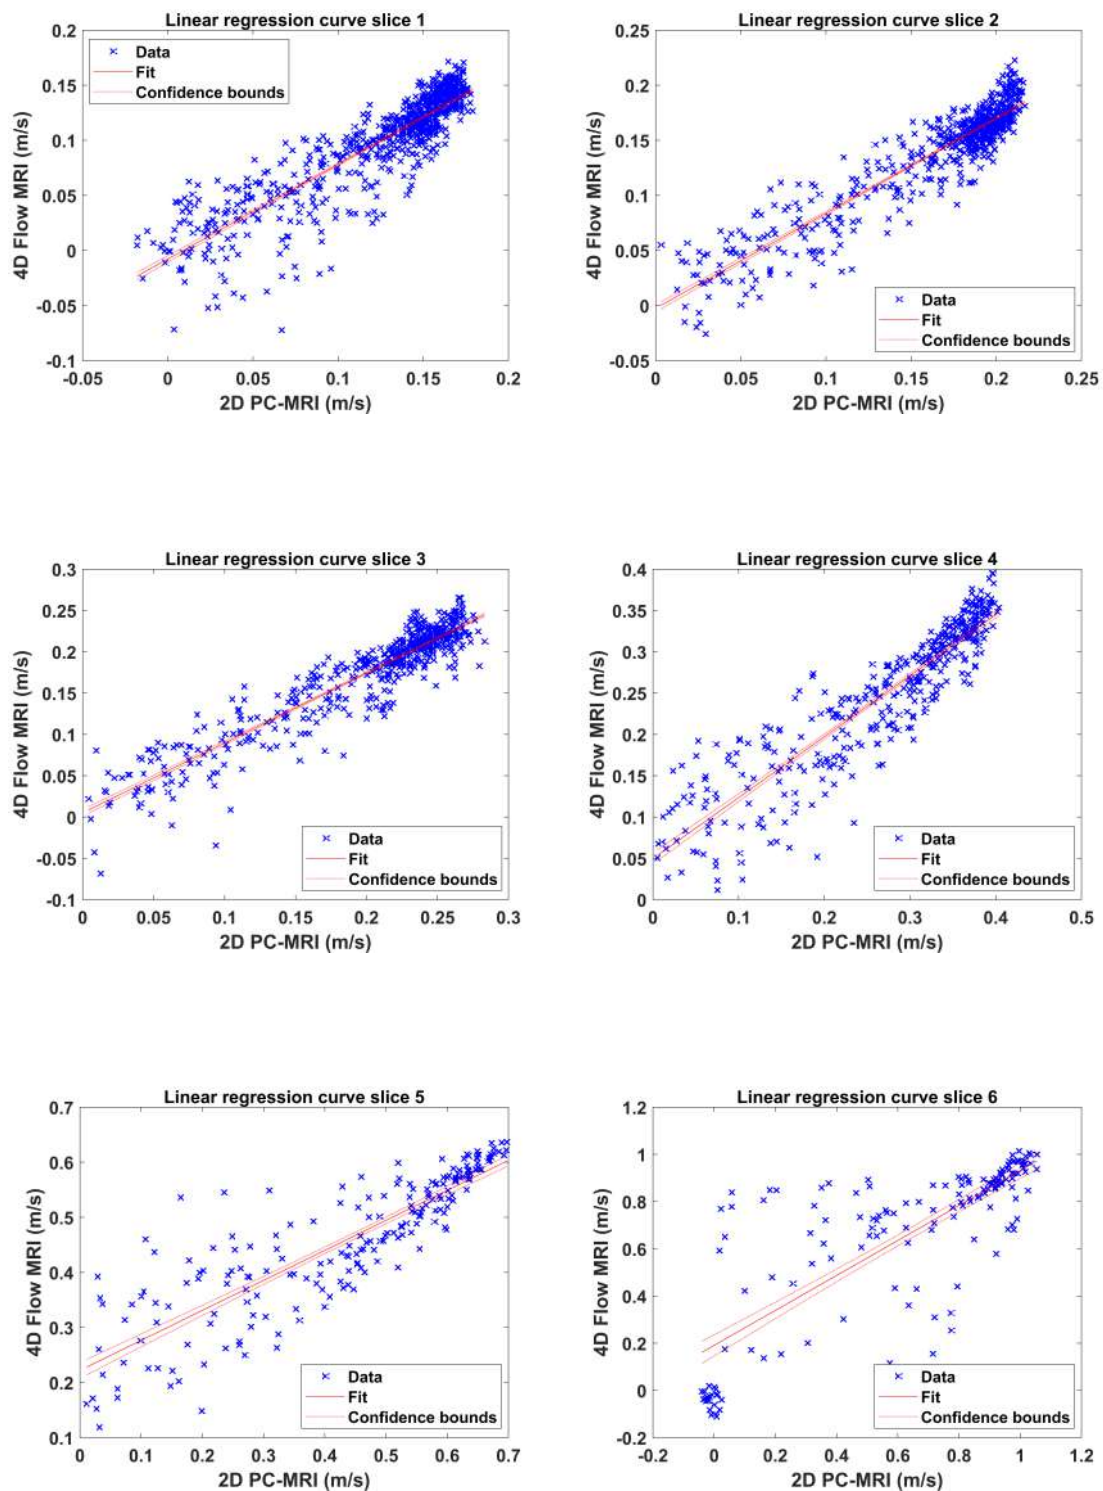 Linear regression curve slice 1
0.2
0.15
0.1
0.05
0
-0.05
-0.1
4D Flow MRI (m/s)
Data
Fit
Confidence bounds
-0.05 0 0.05 0.1 0.15 0.2
2D PC-MRI (m/s)
Linear regression curve slice 2
0.25
0.2
0.15
0.1
0.05
0
-0.05
4D Flow MRI (m/s)
Data
Fit
Confidence bounds
0 0.05 0.1 0.15 0.2 0.25
2D PC-MRI (m/s)
Linear regression curve slice 3
0.3
0.25
0.2
0.15
0.1
0.05
0
-0.05
-0.1
4D Flow MRI (m/s)
Data
Fit
Confidence bounds
0 0.05 0.1 0.15 0.2 0.25 0.3
2D PC-MRI (m/s)
Linear regression curve slice 4
0.4
0.35
0.3
0.25
0.2
0.15
0.1
0.05
0
4D Flow MRI (m/s)
Data
Fit
Confidence bounds
0 0.1 0.2 0.3 0.4 0.5
2D PC-MRI (m/s)
Linear regression curve slice 5
0.7
0.6
0.5
0.4
0.3
0.2
0.1
4D Flow MRI (m/s)
Data
Fit
Confidence bounds
0 0.1 0.2 0.3 0.4 0.5 0.6 0.7
2D PC-MRI (m/s)
Linear regression curve slice 6
1.2
1
0.8
0.6
0.4
0.2
0
-0.2
4D Flow MRI (m/s)
Data
Fit
Confidence bounds
-0.2 0 0.2 0.4 0.6 0.8 1 1.2
2D PC-MRI (m/s)